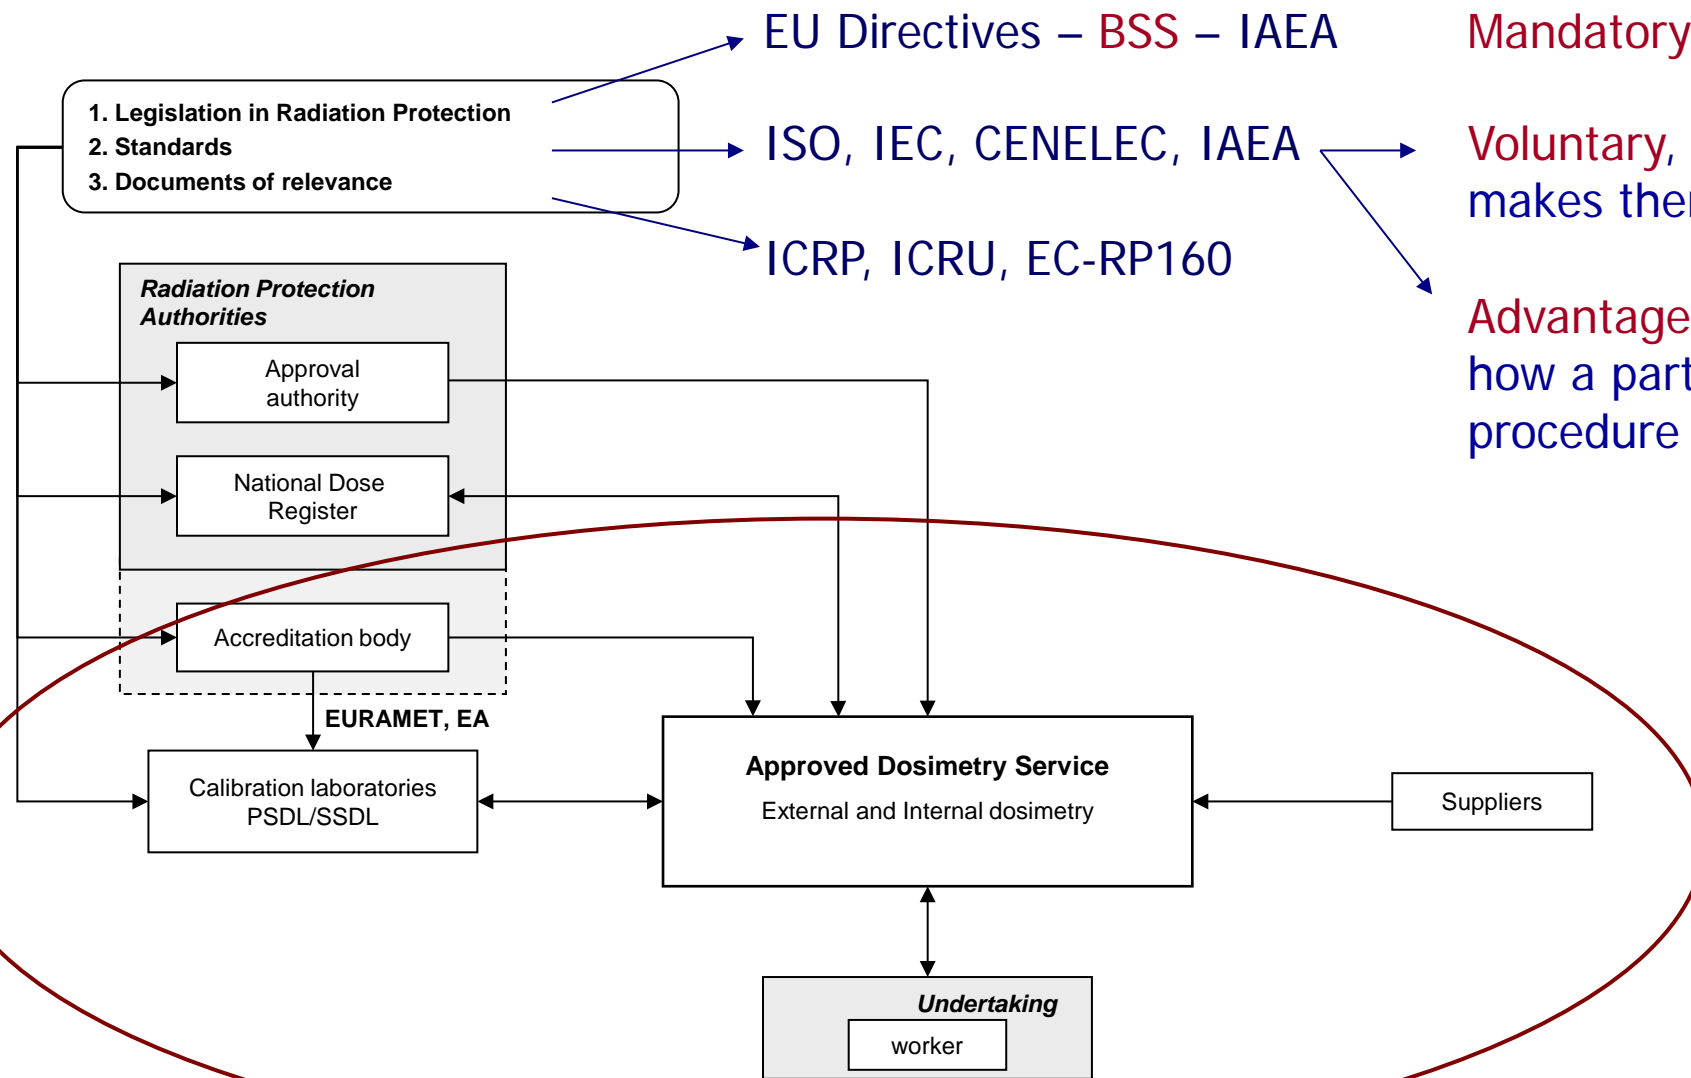 EU Directives – BSS – IAEA
Mandatory
1. Legislation in Radiation Protection
2. Standards
3. Documents of relevance
ISO, IEC, CENELEC, IAEA
Voluntary,
makes
ICRP, ICRU, EC-RP160
Radiation Protection
Authorities
Advantage
how a
procedure
Approval
authority
National Dose
Register
Accreditation body
EURAMET, EA
Calibration laboratories
PSDL/SSDL
Approved Dosimetry Service
External and Internal dosimetry
Suppliers
Undertaking
worker